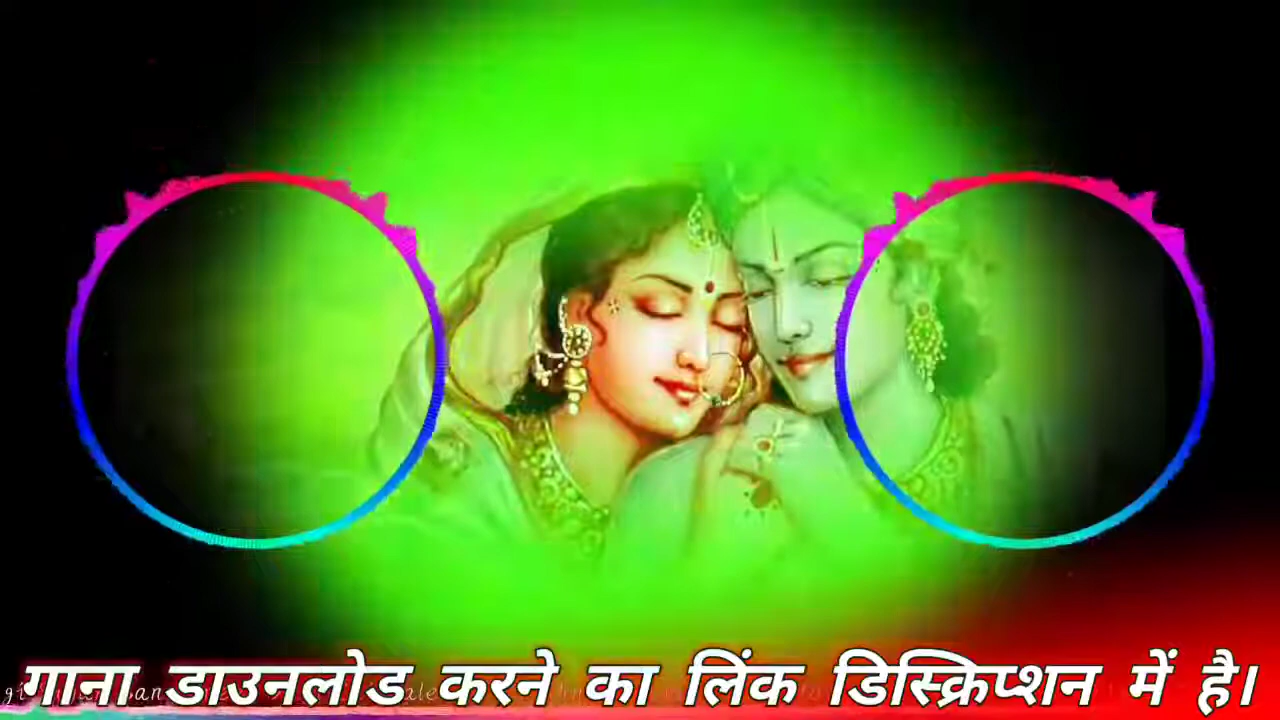 गाना डाउनलोड करने का लिंक डिस्क्रिप्शन में है।